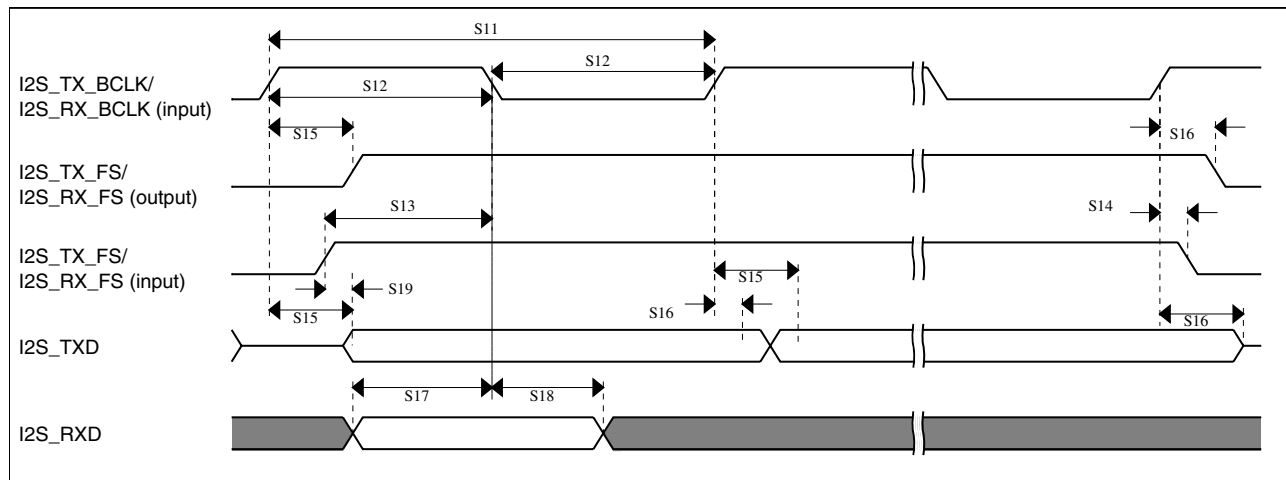 S11
I2S_TX_BCLK/
I2S_RX_BCLK (input)
S12
S12
S15
S16
I2S_TX_FS/
I2S_RX_FS (output)
S13
S14
I2S_TX_FS/
I2S_RX_FS (input)
S15
S19
S15
S16
S16
I2S_TXD
S17
S18
I2S_RXD